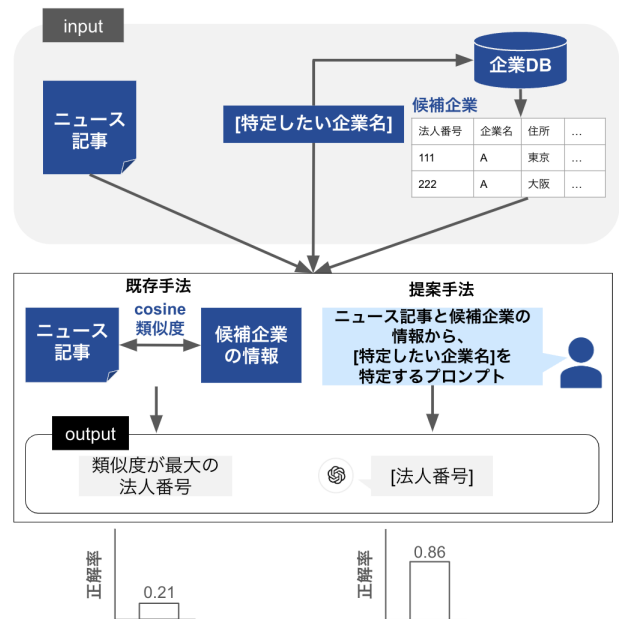 input
企業DB
ニュース
記事
[特定したい企業名]
候補企業
法人番号 企業名 住所 ...
111 A 東京 ...
222 A 大阪 ...
既存手法
cosine
類似度
ニュース
記事
候補企業
の情報
提案手法
ニュース記事と候補企業の
情報から、
[特定したい企業名]を
特定するプロンプト
output
類似度が最大の
法人番号
[法人番号]
正解率
0.21
正解率
0.86